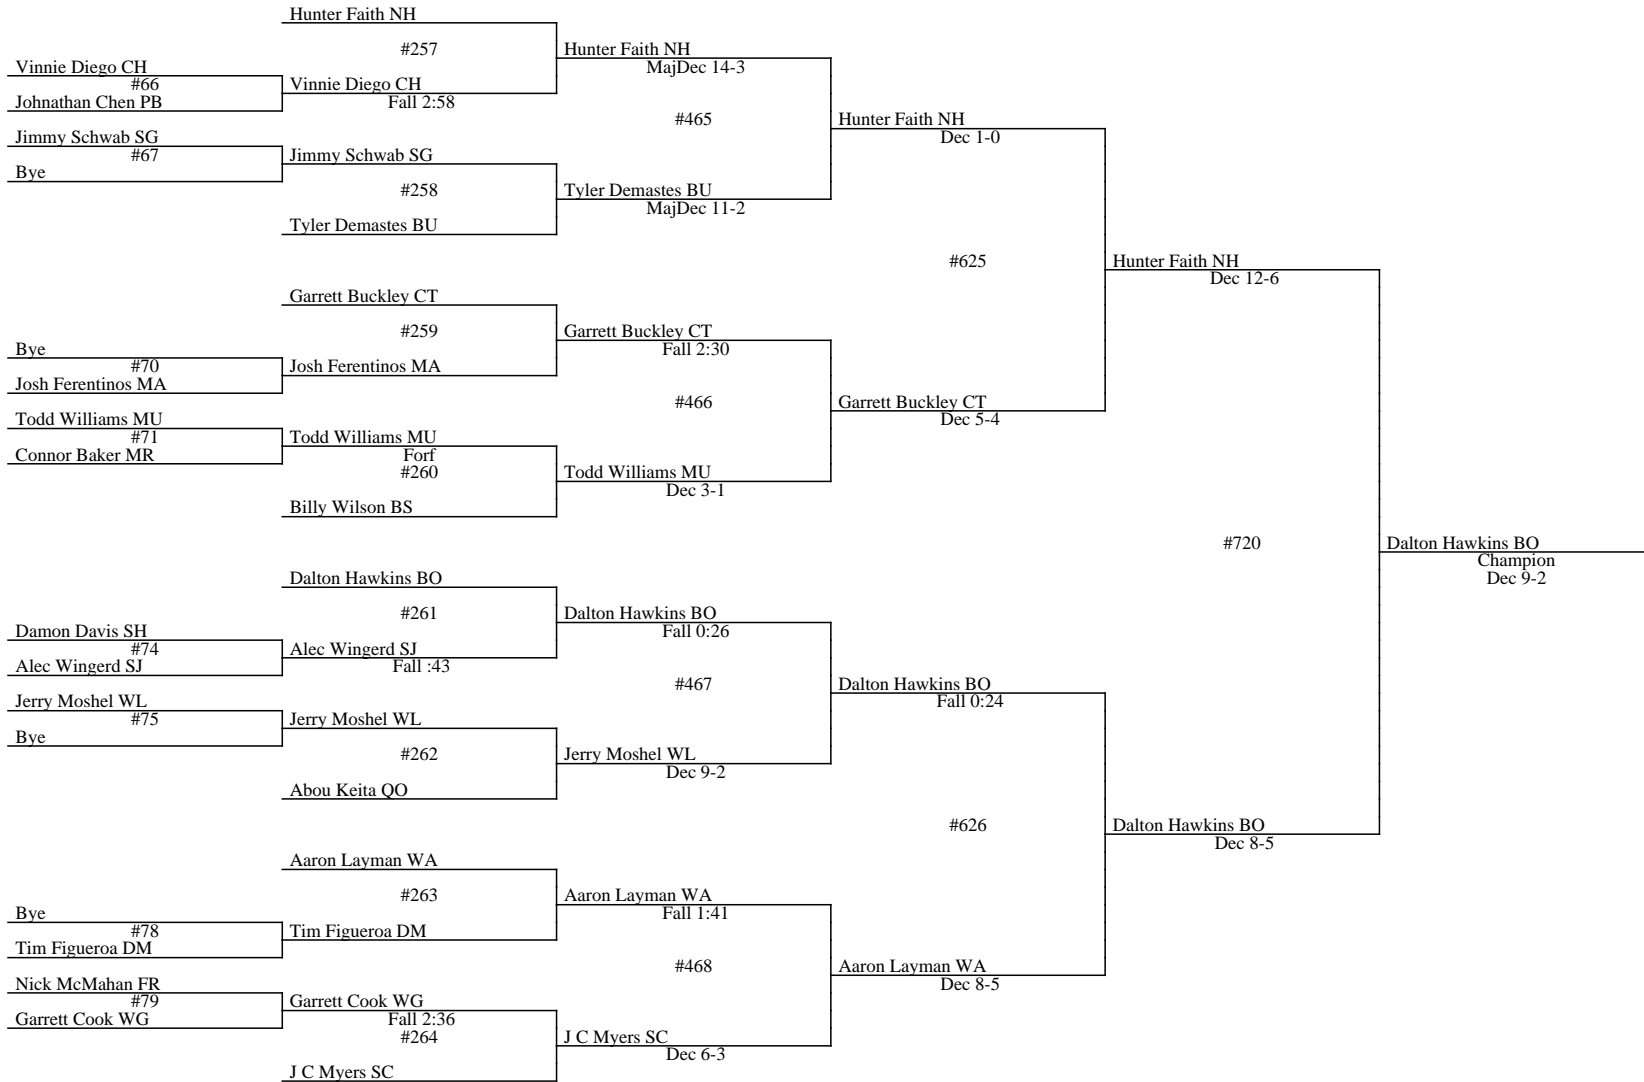 Hunter Faith NH
#257
Hunter Faith NH
MajDec 14-3
Vinnie Diego CH
#66
Vinnie Diego CH
Johnathan Chen PB
Fall 2:58
#465
Hunter Faith NH
Dec 1-0
Jimmy Schwab SG
#67
Jimmy Schwab SG
Bye
#258
Tyler Demastes BU
MajDec 11-2
Tyler Demastes BU
#625
Hunter Faith NH
Dec 12-6
Garrett Buckley CT
#259
Garrett Buckley CT
Fall 2:30
Bye
#70
Josh Ferentinos MA
Josh Ferentinos MA
#466
Garrett Buckley CT
Dec 5-4
Todd Williams MU
#71
Todd Williams MU
Connor Baker MR
Forf
#260
Todd Williams MU
Dec 3-1
Billy Wilson BS
#720
Dalton Hawkins BO
Champion
Dec 9-2
Dalton Hawkins BO
#261
Dalton Hawkins BO
Fall 0:26
Damon Davis SH
#74
Alec Wingerd SJ
Alec Wingerd SJ
Fall :43
#467
Dalton Hawkins BO
Fall 0:24
Jerry Moshel WL
#75
Jerry Moshel WL
Bye
#262
Jerry Moshel WL
Dec 9-2
Abou Keita QO
#626
Dalton Hawkins BO
Dec 8-5
Aaron Layman WA
#263
Aaron Layman WA
Fall 1:41
Bye
#78
Tim Figueroa DM
Tim Figueroa DM
#468
Aaron Layman WA
Dec 8-5
Nick McMahan FR
#79
Garrett Cook WG
Garrett Cook WG
Fall 2:36
#264
J C Myers SC
Dec 6-3
J C Myers SC